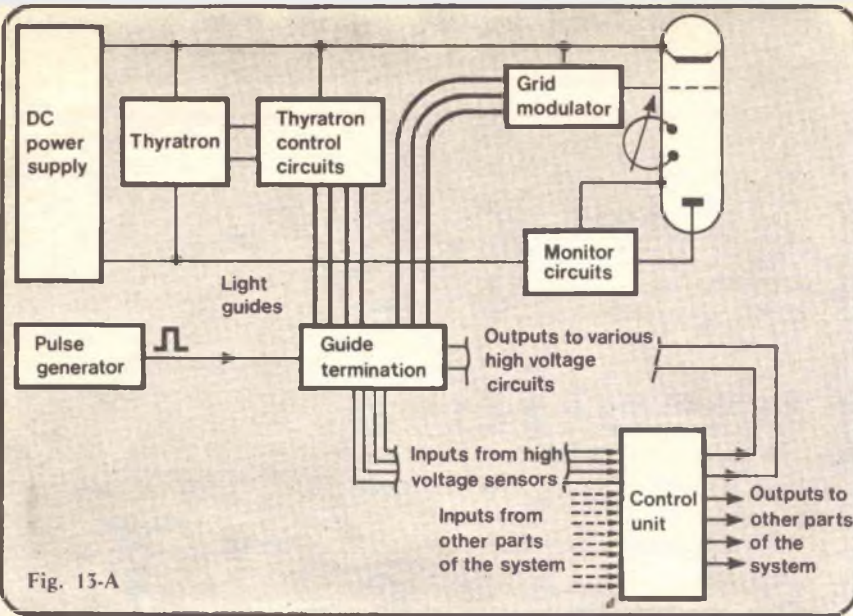 DC
power
supply
Thyratron
Thyratron
control
circuits
Grid
modulator
Monitor
circuits
Light
guides
Pulse
generator
Guide
termination
Outputs to various
high voltage
circuits
Inputs from high
voltage sensors
Inputs from
other parts
of the system
Control
unit
Outputs to
other parts
of the
system
Fig. 13-A